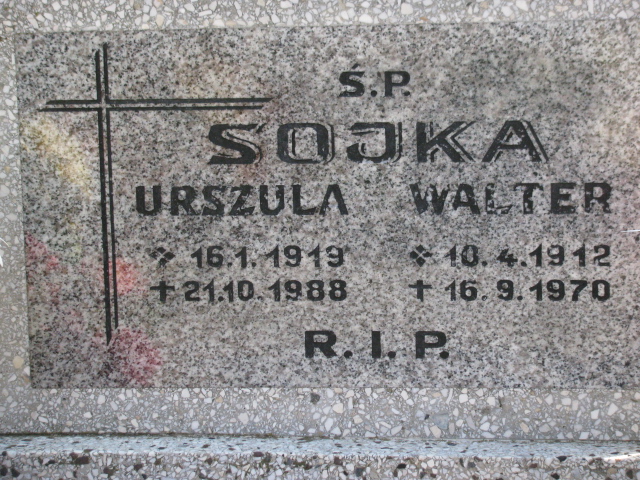 Ś.P.
SOJKA
URSZULA WALTER
❖ 16.1.1919 ❖ 10.4.1912
✝ 21.10.1988 ✝ 16.9.1970
R.I.P.